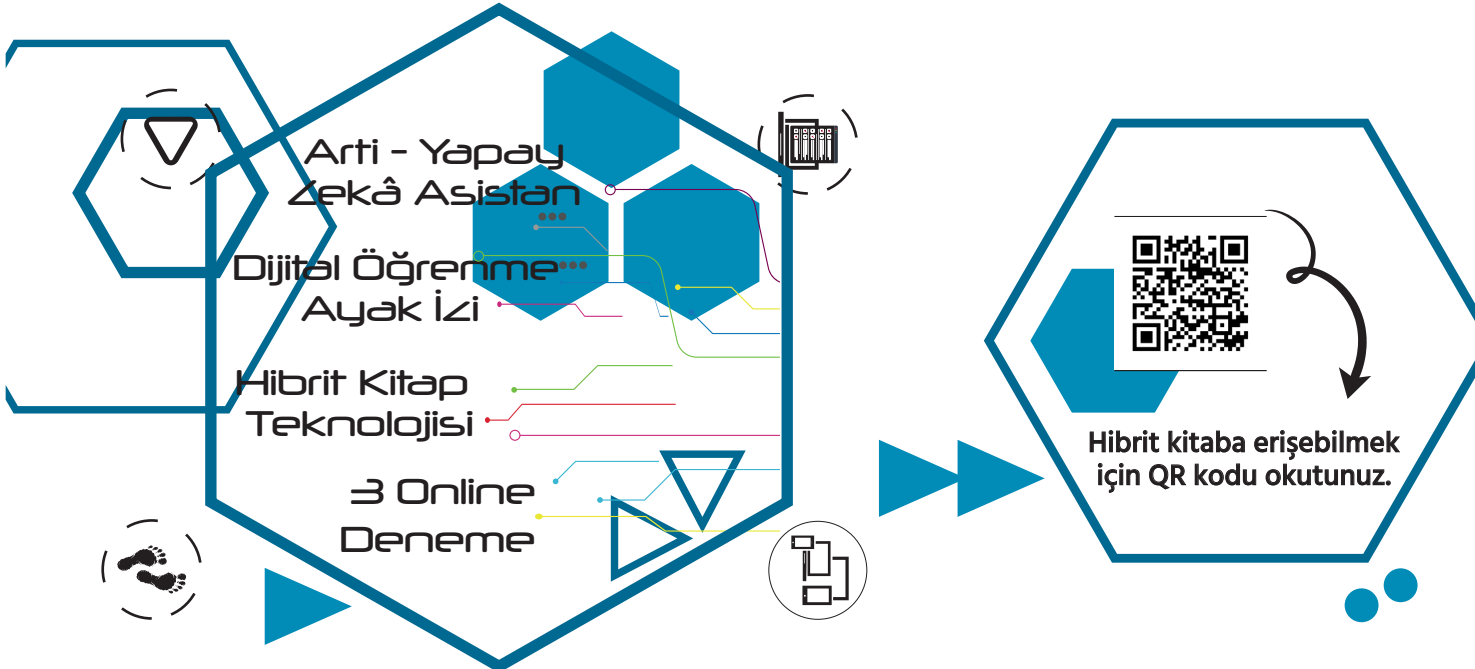 Arti - Yapay
Zekâ Asistan
Dijital Öğrenme
Ayak İzi
Hibrit Kitap
Teknolojisi
3 Online
Deneme
Hibrit kitaba erişebilmek
için QR kodu okutunuz.